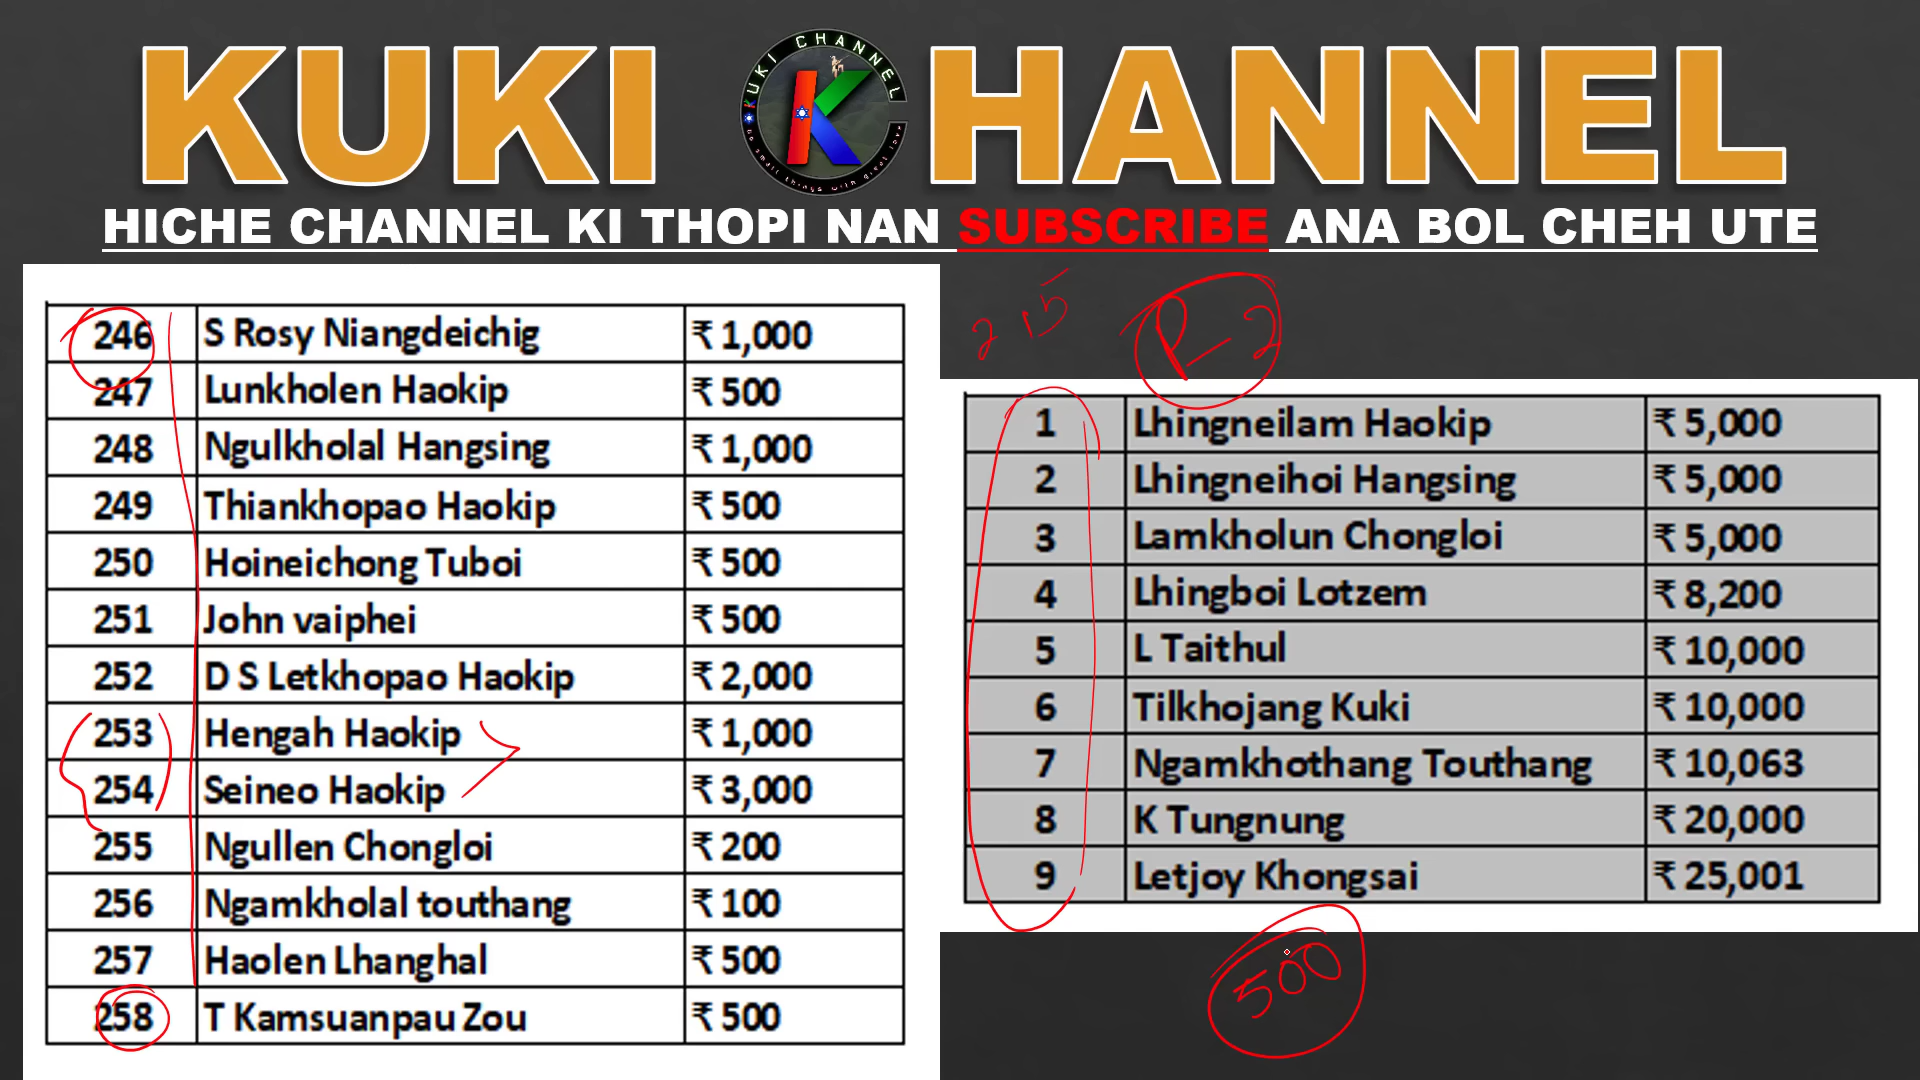 KUKI CHANNEL
KUKI HANNEL
HICHE CHANNEL KI THOPI NAN SUBSCRIBE ANA BOL CHEH UTE
246 S Rosy Niangdeichig ₹ 1,000
247 Lunkholen Haokip ₹ 500
248 Ngulkholal Hangsing ₹ 1,000
249 Thiankhopao Haokip ₹ 500
250 Hoineichong Tuboi ₹ 500
251 John vaiphei ₹ 500
252 D S Letkhopao Haokip ₹ 2,000
253 Hengah Haokip ₹ 1,000
254 Seineo Haokip ₹ 3,000
255 Ngullen Chongloi ₹ 200
256 Ngamkholal touthang ₹ 100
257 Haolen Lhanghal ₹ 500
258 T Kamsuanpau Zou ₹ 500
215 P-2
1 Lhingneilam Haokip ₹ 5,000
2 Lhingneihoi Hangsing ₹ 5,000
3 Lamkholun Chongloi ₹ 5,000
4 Lhingboi Lotzem ₹ 8,200
5 L Taithul ₹ 10,000
6 Tilkhojang Kuki ₹ 10,000
7 Ngamkhothang Touthang ₹ 10,063
8 K Tungnung ₹ 20,000
9 Letjoy Khongsai ₹ 25,001
500